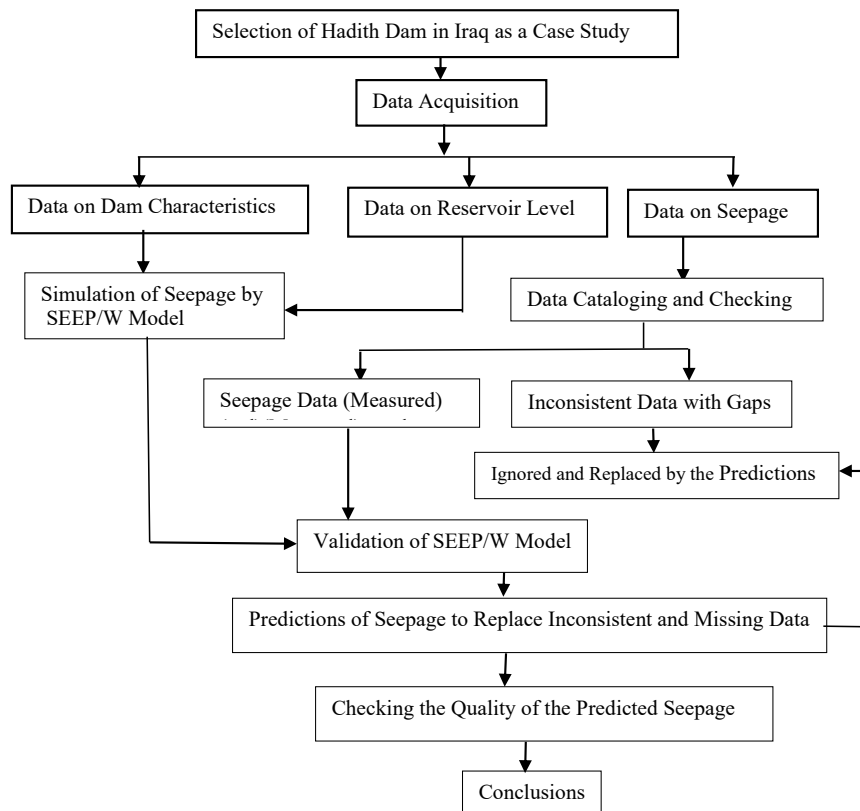 Selection of Hadith Dam in Iraq as a Case Study
Data Acquisition
Data on Dam Characteristics
Data on Reservoir Level
Data on Seepage
Simulation of Seepage by
SEEP/W Model
Data Cataloging and Checking
Seepage Data (Measured)
Inconsistent Data with Gaps
Ignored and Replaced by the Predictions
Validation of SEEP/W Model
Predictions of Seepage to Replace Inconsistent and Missing Data
Checking the Quality of the Predicted Seepage
Conclusions